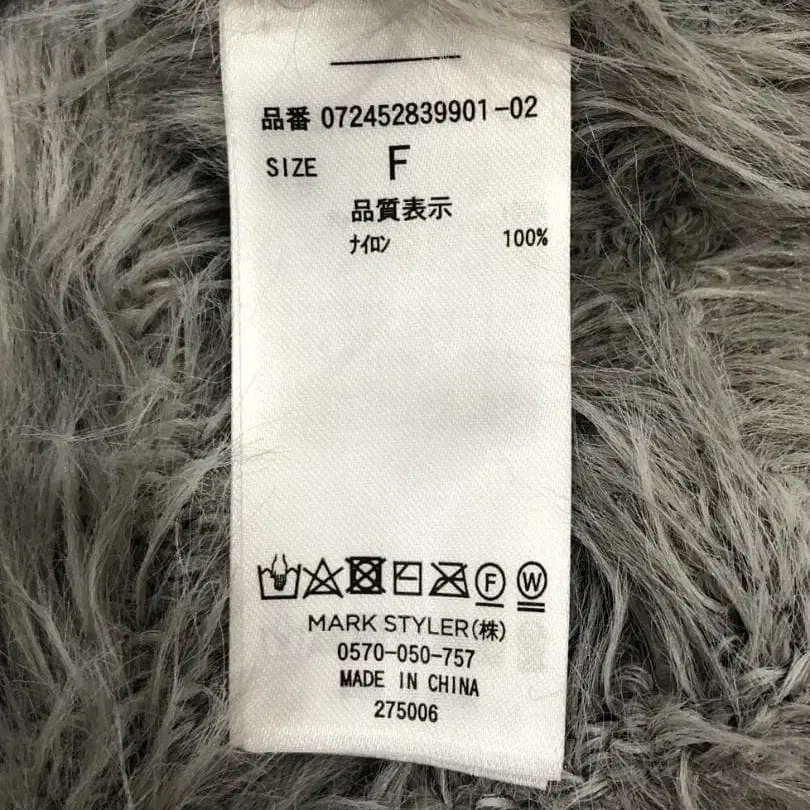 品番 072452839901-02
SIZE F
品質表示
ﾅｲﾛﾝ 100%
F W
MARK STYLER(株)
0570-050-757
MADE IN CHINA
275006